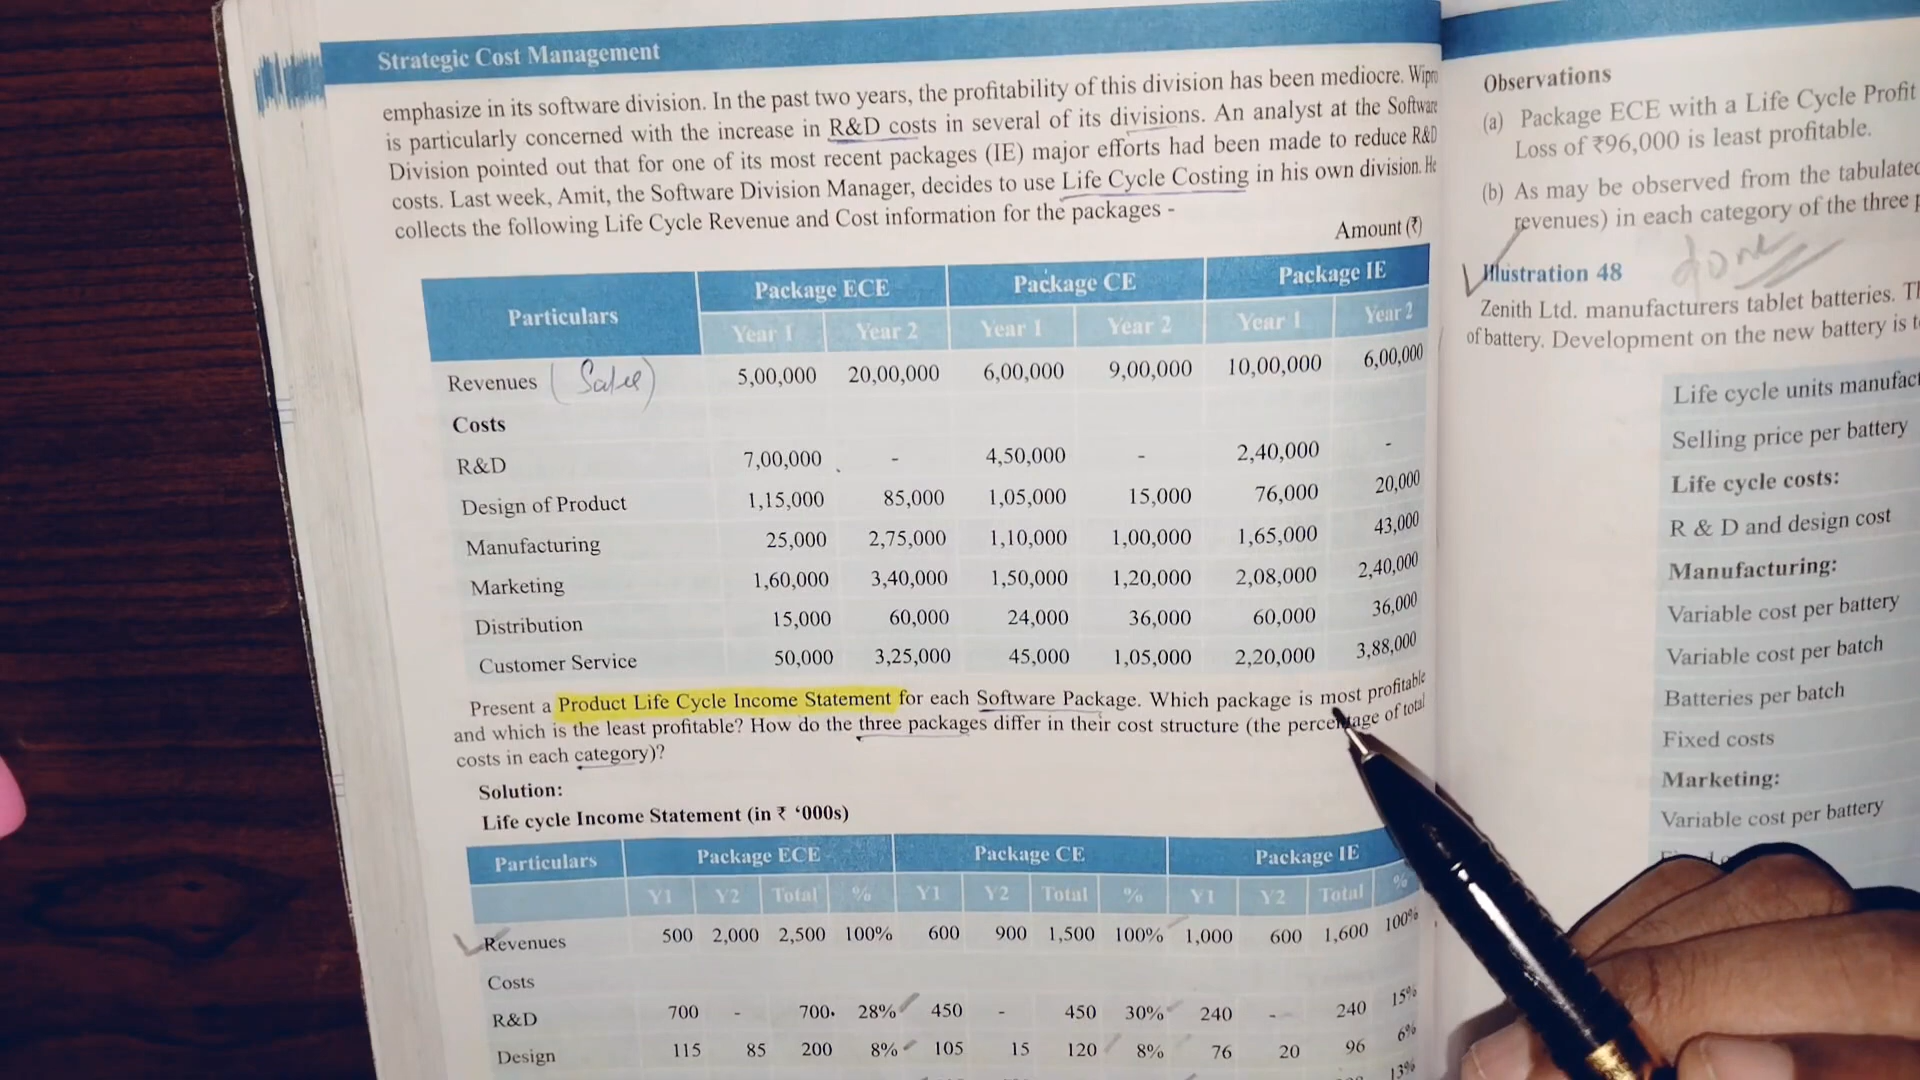 Strategic Cost Management
emphasize in its software division. In the past two years, the profitability of this division has been mediocre. Wipro
is particularly concerned with the increase in R&D costs in several of its divisions. An analyst at the Software
Division pointed out that for one of its most recent packages (IE) major efforts had been made to reduce R&D
costs. Last week, Amit, the Software Division Manager, decides to use Life Cycle Costing in his own division. He
collects the following Life Cycle Revenue and Cost information for the packages -
Amount (₹)
Particulars Package ECE Package CE Package IE
Year 1 Year 2 Year 1 Year 2 Year 1 Year 2
Revenues (Sales) 5,00,000 20,00,000 6,00,000 9,00,000 10,00,000 6,00,000
Costs
R&D 7,00,000 - 4,50,000 - 2,40,000 -
Design of Product 1,15,000 85,000 1,05,000 15,000 76,000 20,000
Manufacturing 25,000 2,75,000 1,10,000 1,00,000 1,65,000 43,000
Marketing 1,60,000 3,40,000 1,50,000 1,20,000 2,08,000 2,40,000
Distribution 15,000 60,000 24,000 36,000 60,000 36,000
Customer Service 50,000 3,25,000 45,000 1,05,000 2,20,000 3,88,000
Present a Product Life Cycle Income Statement for each Software Package. Which package is most profitable
and which is the least profitable? How do the three packages differ in their cost structure (the percentage of total
costs in each category)?
Solution:
Life cycle Income Statement (in ₹ ‘000s)
Particulars Package ECE Package CE Package IE
Y1 Y2 Total % Y1 Y2 Total % Y1 Y2 Total %
Revenues 500 2,000 2,500 100% 600 900 1,500 100% 1,000 600 1,600 100%
Costs
R&D 700 - 700 28% 450 - 450 30% 240 - 240 15%
Design 115 85 200 8% 105 15 120 8% 76 20 96 6%
13%
Observations
(a) Package ECE with a Life Cycle Profit
Loss of ₹96,000 is least profitable.
(b) As may be observed from the tabulated
revenues) in each category of the three
done
Illustration 48
Zenith Ltd. manufacturers tablet batteries.
of battery. Development on the new battery is
Life cycle units
Selling price per battery
Life cycle costs:
R & D and design cost
Manufacturing:
Variable cost per battery
Variable cost per batch
Batteries per batch
Fixed costs
Marketing:
Variable cost per battery